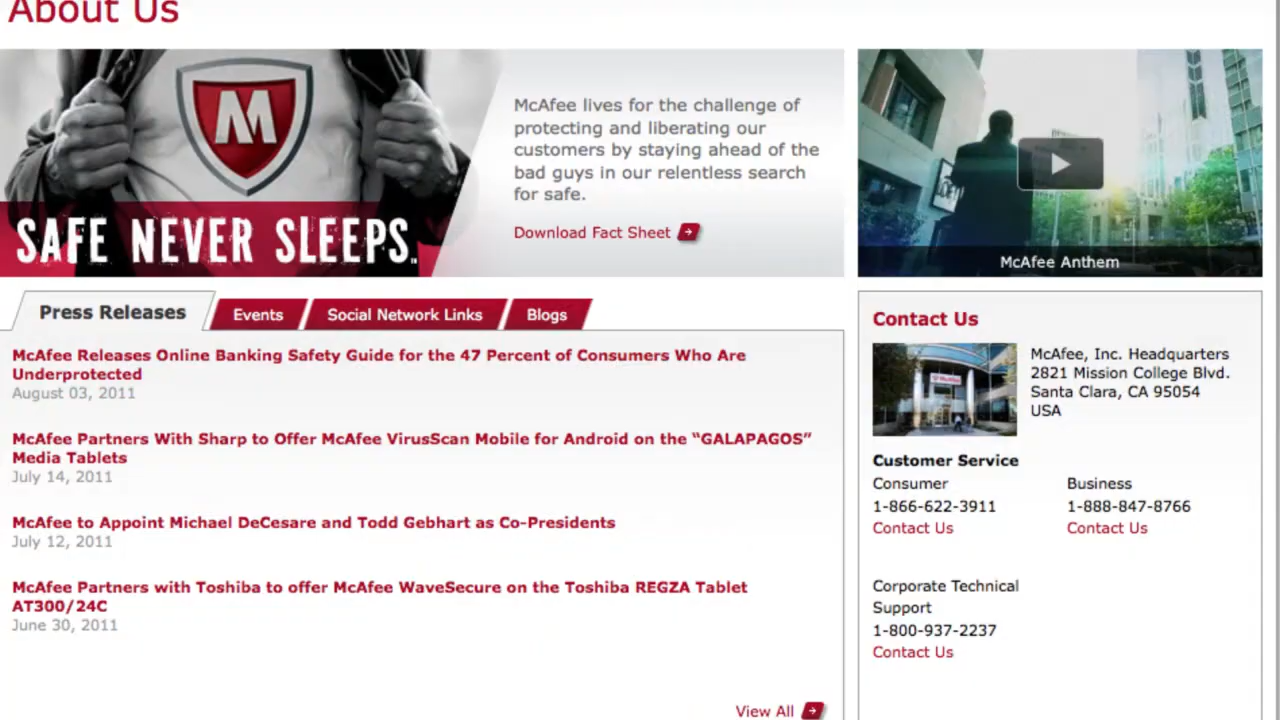 About Us
M
McAfee lives for the challenge of
protecting and liberating our
customers by staying ahead of the
bad guys in our relentless search
for safe.
Download Fact Sheet
SAFE NEVER SLEEPS.
McAfee Anthem
Press Releases
Events
Social Network Links
Blogs
McAfee Releases Online Banking Safety Guide for the 47 Percent of Consumers Who Are
Underprotected
August 03, 2011
McAfee Partners With Sharp to Offer McAfee VirusScan Mobile for Android on the “GALAPAGOS”
Media Tablets
July 14, 2011
McAfee to Appoint Michael DeCesare and Todd Gebhart as Co-Presidents
July 12, 2011
McAfee Partners with Toshiba to offer McAfee WaveSecure on the Toshiba REGZA Tablet
AT300/24C
June 30, 2011
View All
Contact Us
McAfee, Inc. Headquarters
2821 Mission College Blvd.
Santa Clara, CA 95054
USA
Customer Service
Consumer
1-866-622-3911
Contact Us
Business
1-888-847-8766
Contact Us
Corporate Technical
Support
1-800-937-2237
Contact Us